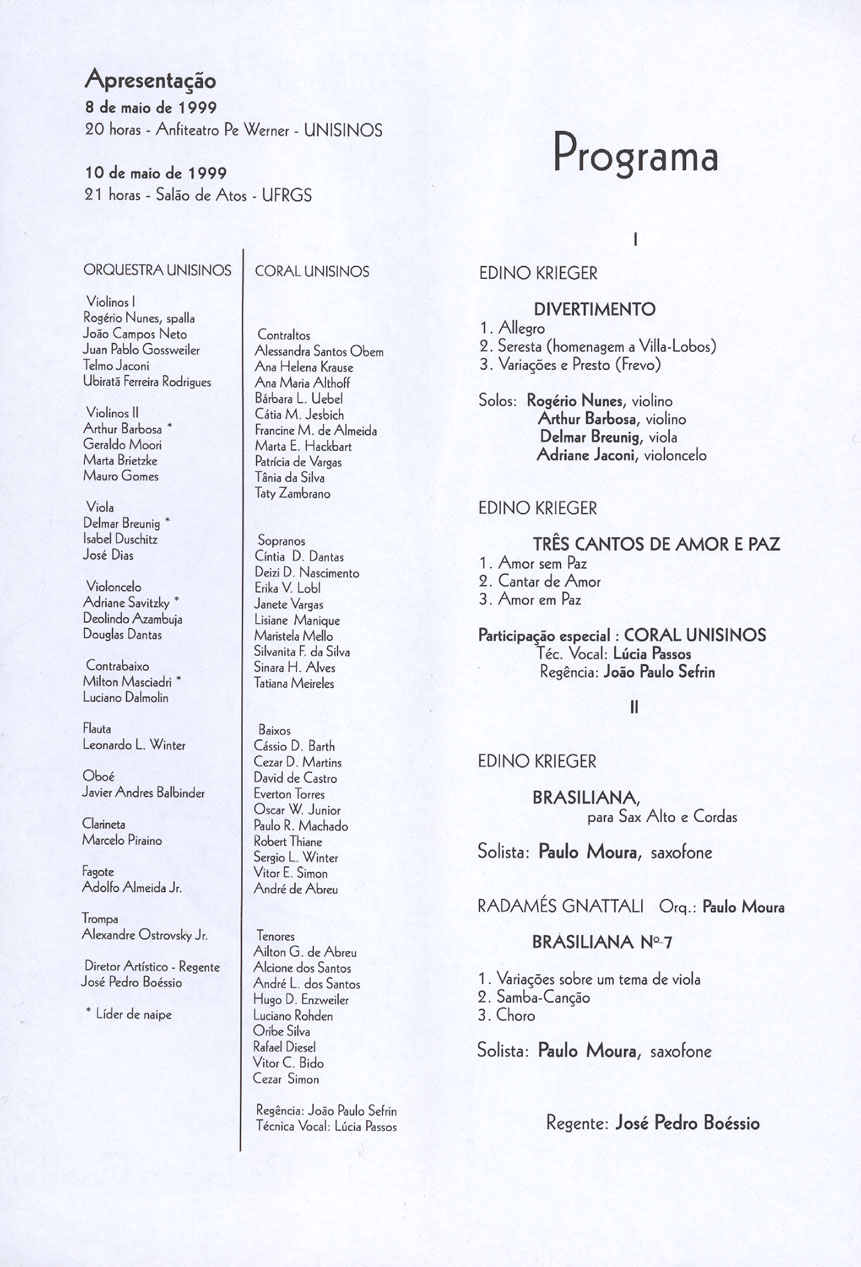 Apresentação
8 de maio de 1999
20 horas - Anfiteatro Pe Werner - UNISINOS
10 de maio de 1999
21 horas - Salão de Atos - UFRGS
ORQUESTRA UNISINOS
Violinos I
Rogério Nunes, spalla
João Campos Neto
Juan Pablo Gossweiler
Telmo Jaconi
Ubiratã Ferreira Rodrigues
Violinos II
Arthur Barbosa *
Geraldo Moori
Marta Brietzke
Mauro Gomes
Viola
Delmar Breunig *
Isabel Duschitz
José Dias
Violoncelo
Adriane Savitzky *
Deolindo Azambuja
Douglas Dantas
Contrabaixo
Milton Masciadri *
Luciano Dalmolin
Flauta
Leonardo L. Winter
Oboé
Javier Andres Balbinder
Clarineta
Marcelo Piraino
Fagote
Adolfo Almeida Jr.
Trompa
Alexandre Ostrovsky Jr.
Diretor Artístico - Regente
José Pedro Boéssio
* Líder de naipe
CORAL UNISINOS
Contraltos
Alessandra Santos Obem
Ana Helena Krause
Ana Maria Althoff
Bárbara L. Uebel
Cátia M. Jesbich
Francine M. de Almeida
Marta E. Hackbart
Patrícia de Vargas
Tânia da Silva
Taty Zambrano
Sopranos
Cíntia D. Dantas
Deizi D. Nascimento
Erika V. Lobl
Janete Vargas
Lisiane Manique
Maristela Mello
Silvanita F. da Silva
Sinara H. Alves
Tatiana Meireles
Baixos
Cássio D. Barth
Cezar D. Martins
David de Castro
Everton Torres
Oscar W. Junior
Paulo R. Machado
Robert Thiane
Sergio L. Winter
Vitor E. Simon
André de Abreu
Tenores
Ailton G. de Abreu
Alcione dos Santos
André L. dos Santos
Hugo D. Enzweiler
Luciano Rohden
Oribe Silva
Rafael Diesel
Vitor C. Bido
Cezar Simon
Regência: João Paulo Sefrin
Técnica Vocal: Lúcia Passos
Programa
I
EDINO KRIEGER
DIVERTIMENTO
1. Allegro
2. Seresta (homenagem a Villa-Lobos)
3. Variações e Presto (Frevo)
Solos: Rogério Nunes, violino
Arthur Barbosa, violino
Delmar Breunig, viola
Adriane Jaconi, violoncelo
EDINO KRIEGER
TRÊS CANTOS DE AMOR E PAZ
1. Amor sem Paz
2. Cantar de Amor
3. Amor em Paz
Participação especial : CORAL UNISINOS
Téc. Vocal: Lúcia Passos
Regência: João Paulo Sefrin
II
EDINO KRIEGER
BRASILIANA,
para Sax Alto e Cordas
Solista: Paulo Moura, saxofone
RADAMÉS GNATTALI Orq.: Paulo Moura
BRASILIANA Nº 7
1. Variações sobre um tema de viola
2. Samba-Canção
3. Choro
Solista: Paulo Moura, saxofone
Regente: José Pedro Boéssio